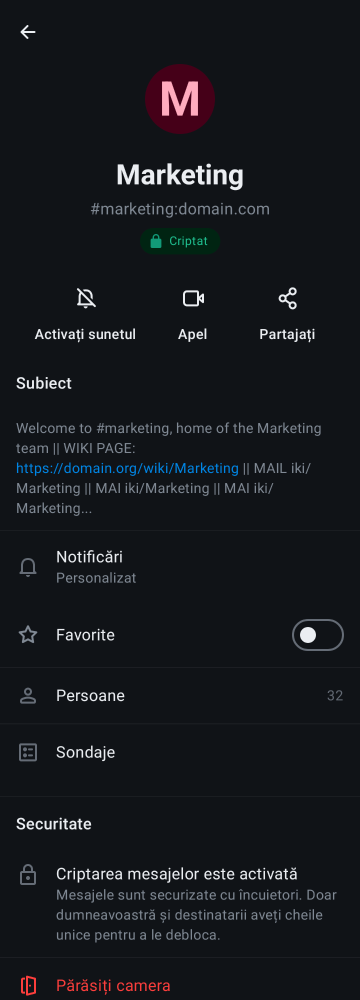 M
Marketing
#marketing:domain.com
Criptat
Activați sunetul
Apel
Partajați
Subiect
Welcome to #marketing, home of the Marketing
team || WIKI PAGE:
https://domain.org/wiki/Marketing || MAIL iki/
Marketing || MAI iki/Marketing || MAI iki/
Marketing...
Notificări
Personalizat
Favorite
Persoane 32
Sondaje
Securitate
Criptarea mesajelor este activată
Mesajele sunt securizate cu încuietori. Doar
dumneavoastră și destinatarii aveți cheile
unice pentru a le debloca.
Părăsiți camera